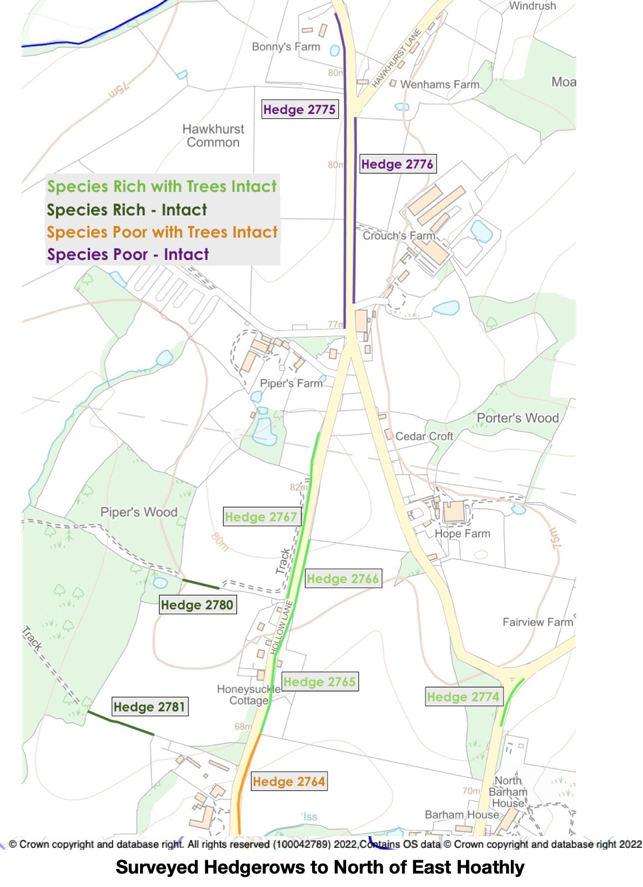 Windrush
Bonny's Farm
HAWKHURST LANE
80m
75m
Wenhams Farm
Moa
Hedge 2775
Hawkhurst
Common
80m
Hedge 2776
Species Rich with Trees Intact
Species Rich - Intact
Species Poor with Trees Intact
Species Poor - Intact
Crouch's Farm
77m
Piper's Farm
Porter's Wood
Cedar Croft
82m
Piper's Wood
Hedge 2767
80m
Hope Farm
75m
Track
Hedge 2766
Hedge 2780
HOLLOW LANE
Fairview Farm
Track
Hedge 2765
Honeysuckle
Cottage
Hedge 2774
Hedge 2781
68m
Hedge 2764
North
Barham
House
70m
Barham House
Iss
© Crown copyright and database right. All rights reserved (100042789) 2022,Contains OS data © Crown copyright and database right 2022
Surveyed Hedgerows to North of East Hoathly